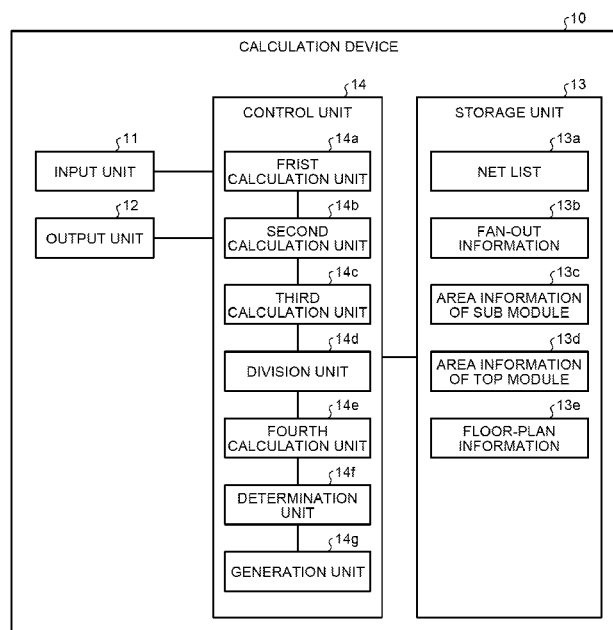 10
CALCULATION DEVICE
14
CONTROL UNIT
13
STORAGE UNIT
11
INPUT UNIT
12
OUTPUT UNIT
14a
FRIST
CALCULATION UNIT
14b
SECOND
CALCULATION UNIT
14c
THIRD
CALCULATION UNIT
14d
DIVISION UNIT
14e
FOURTH
CALCULATION UNIT
14f
DETERMINATION
UNIT
14g
GENERATION UNIT
13a
NET LIST
13b
FAN-OUT
INFORMATION
13c
AREA INFORMATION
OF SUB MODULE
13d
AREA INFORMATION
OF TOP MODULE
13e
FLOOR-PLAN
INFORMATION